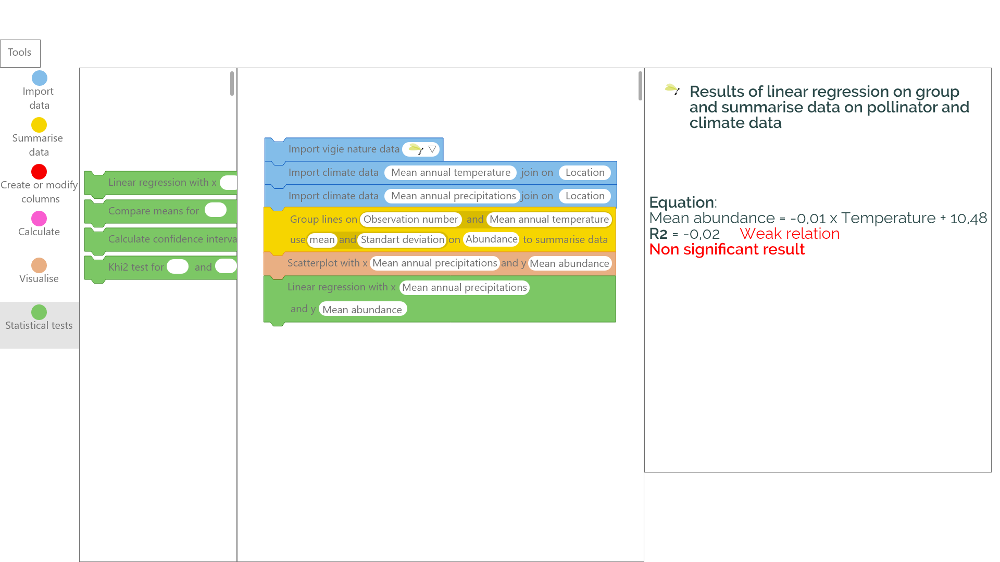 Tools
Import
data
Summarise
data
Create or modify
columns
Calculate
Visualise
Statistical tests
Linear regression with x
Compare means for
Calculate confidence interva
Khi2 test for and
Import vigie nature data
Import climate data Mean annual temperature join on Location
Import climate data Mean annual precipitations join on Location
Group lines on Observation number and Mean annual temperature
use mean and Standart deviation on Abundance to summarise data
Scatterplot with x Mean annual precipitations and y Mean abundance
Linear regression with x Mean annual precipitations
and y Mean abundance
Results of linear regression on group
and summarise data on pollinator and
climate data
Equation:
Mean abundance = -0,01 x Temperature + 10,48
R2 = -0,02 Weak relation
Non significant result